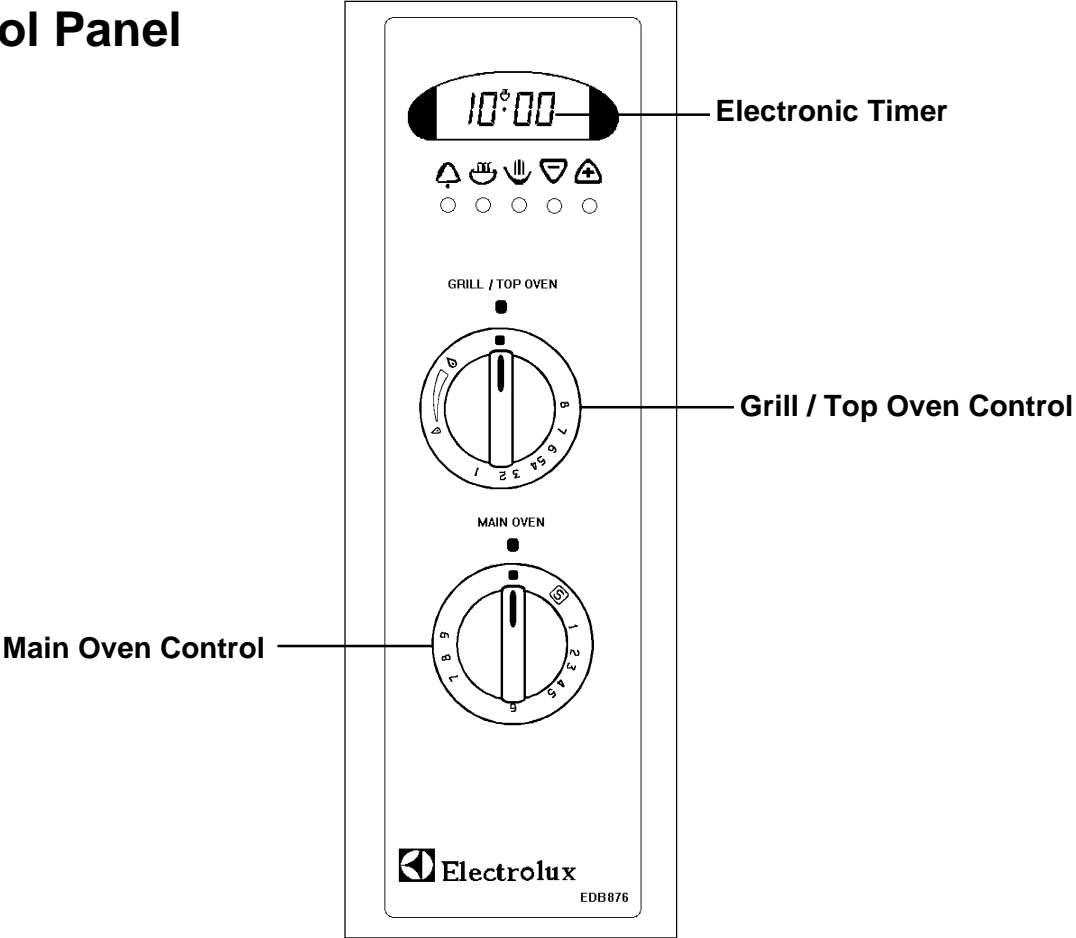 ol Panel
10:00
Electronic Timer
GRILL / TOP OVEN
8
7
6
5 4
3 2
1
Grill / Top Oven Control
MAIN OVEN
S
1
2
3
4
5
6
7
8
9
Main Oven Control
Electrolux
EDB876